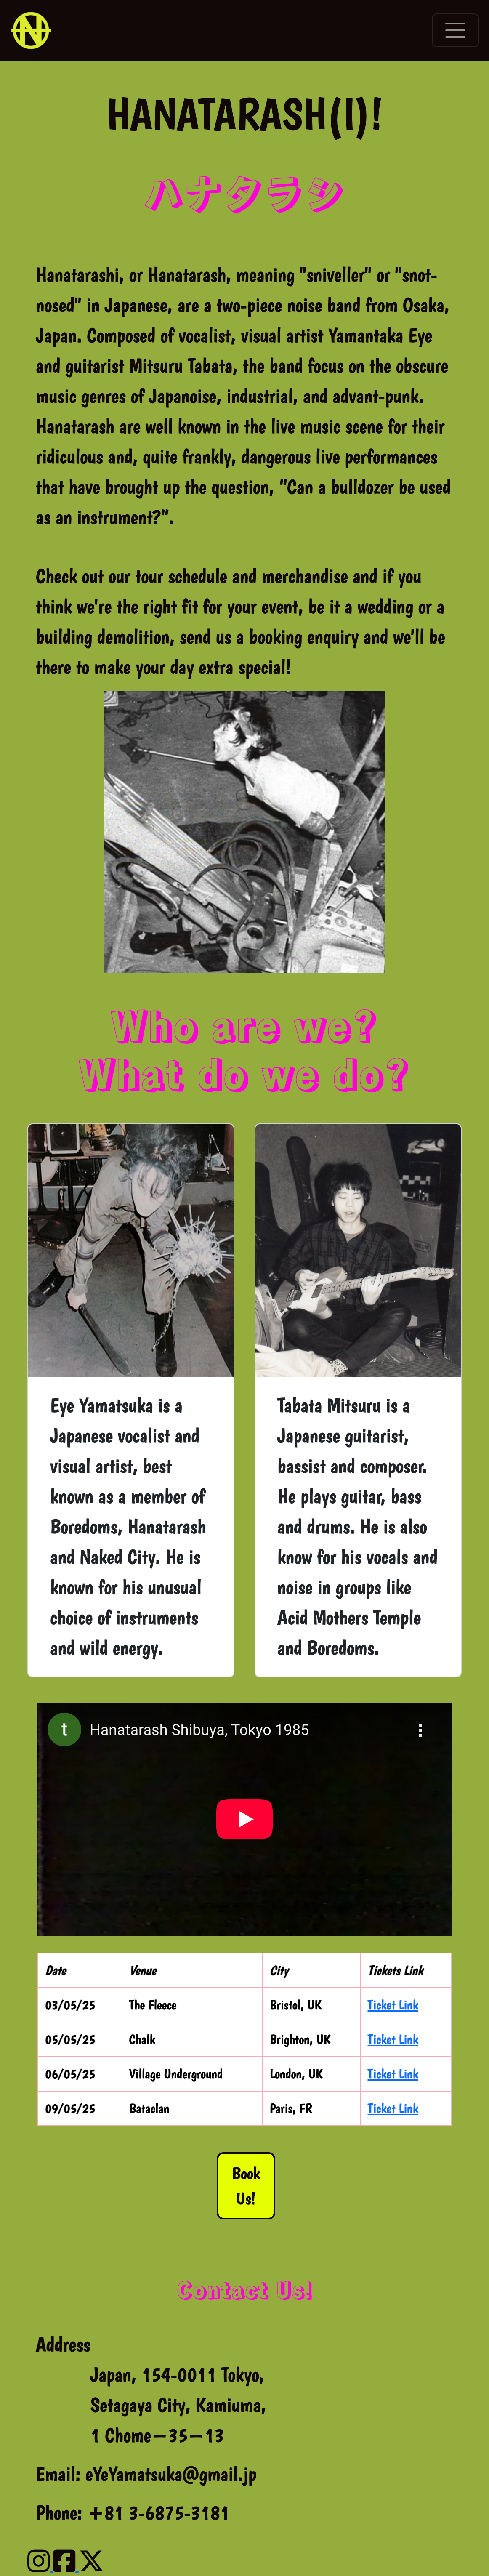 HANATARASH(I)!
ハナタラシ
Hanatarashi, or Hanatarash, meaning "sniveller" or "snot-
nosed" in Japanese, are a two-piece noise band from Osaka,
Japan. Composed of vocalist, visual artist Yamantaka Eye
and guitarist Mitsuru Tabata, the band focus on the obscure
music genres of Japanoise, industrial, and advant-punk.
Hanatarash are well known in the live music scene for their
ridiculous and, quite frankly, dangerous live performances
that have brought up the question, “Can a bulldozer be used
as an instrument?”.
Check out our tour schedule and merchandise and if you
think we're the right fit for your event, be it a wedding or a
building demolition, send us a booking enquiry and we'll be
there to make your day extra special!
Who are we?
What do we do?
Eye Yamatsuka is a
Japanese vocalist and
visual artist, best
known as a member of
Boredoms, Hanatarash
and Naked City. He is
known for his unusual
choice of instruments
and wild energy.
Tabata Mitsuru is a
Japanese guitarist,
bassist and composer.
He plays guitar, bass
and drums. He is also
know for his vocals and
noise in groups like
Acid Mothers Temple
and Boredoms.
t Hanatarash Shibuya, Tokyo 1985
Date Venue City Tickets Link
03/05/25 The Fleece Bristol, UK Ticket Link
05/05/25 Chalk Brighton, UK Ticket Link
06/05/25 Village Underground London, UK Ticket Link
09/05/25 Bataclan Paris, FR Ticket Link
Book
Us!
Contact Us!
Address
Japan, 154-0011 Tokyo,
Setagaya City, Kamiuma,
1 Chome−35−13
Email: eYeYamatsuka@gmail.jp
Phone: +81 3-6875-3181